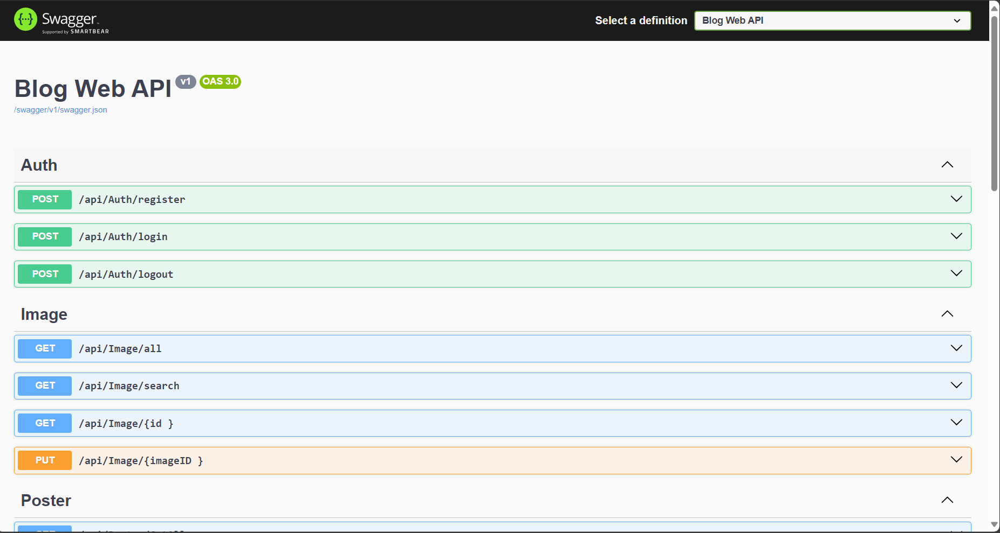 Swagger
Supported by SMARTBEAR
Select a definition
Blog Web API
Blog Web API v1 OAS 3.0
/swagger/v1/swagger.json
Auth
POST /api/Auth/register
POST /api/Auth/login
POST /api/Auth/logout
Image
GET /api/Image/all
GET /api/Image/search
GET /api/Image/{id }
PUT /api/Image/{imageID }
Poster